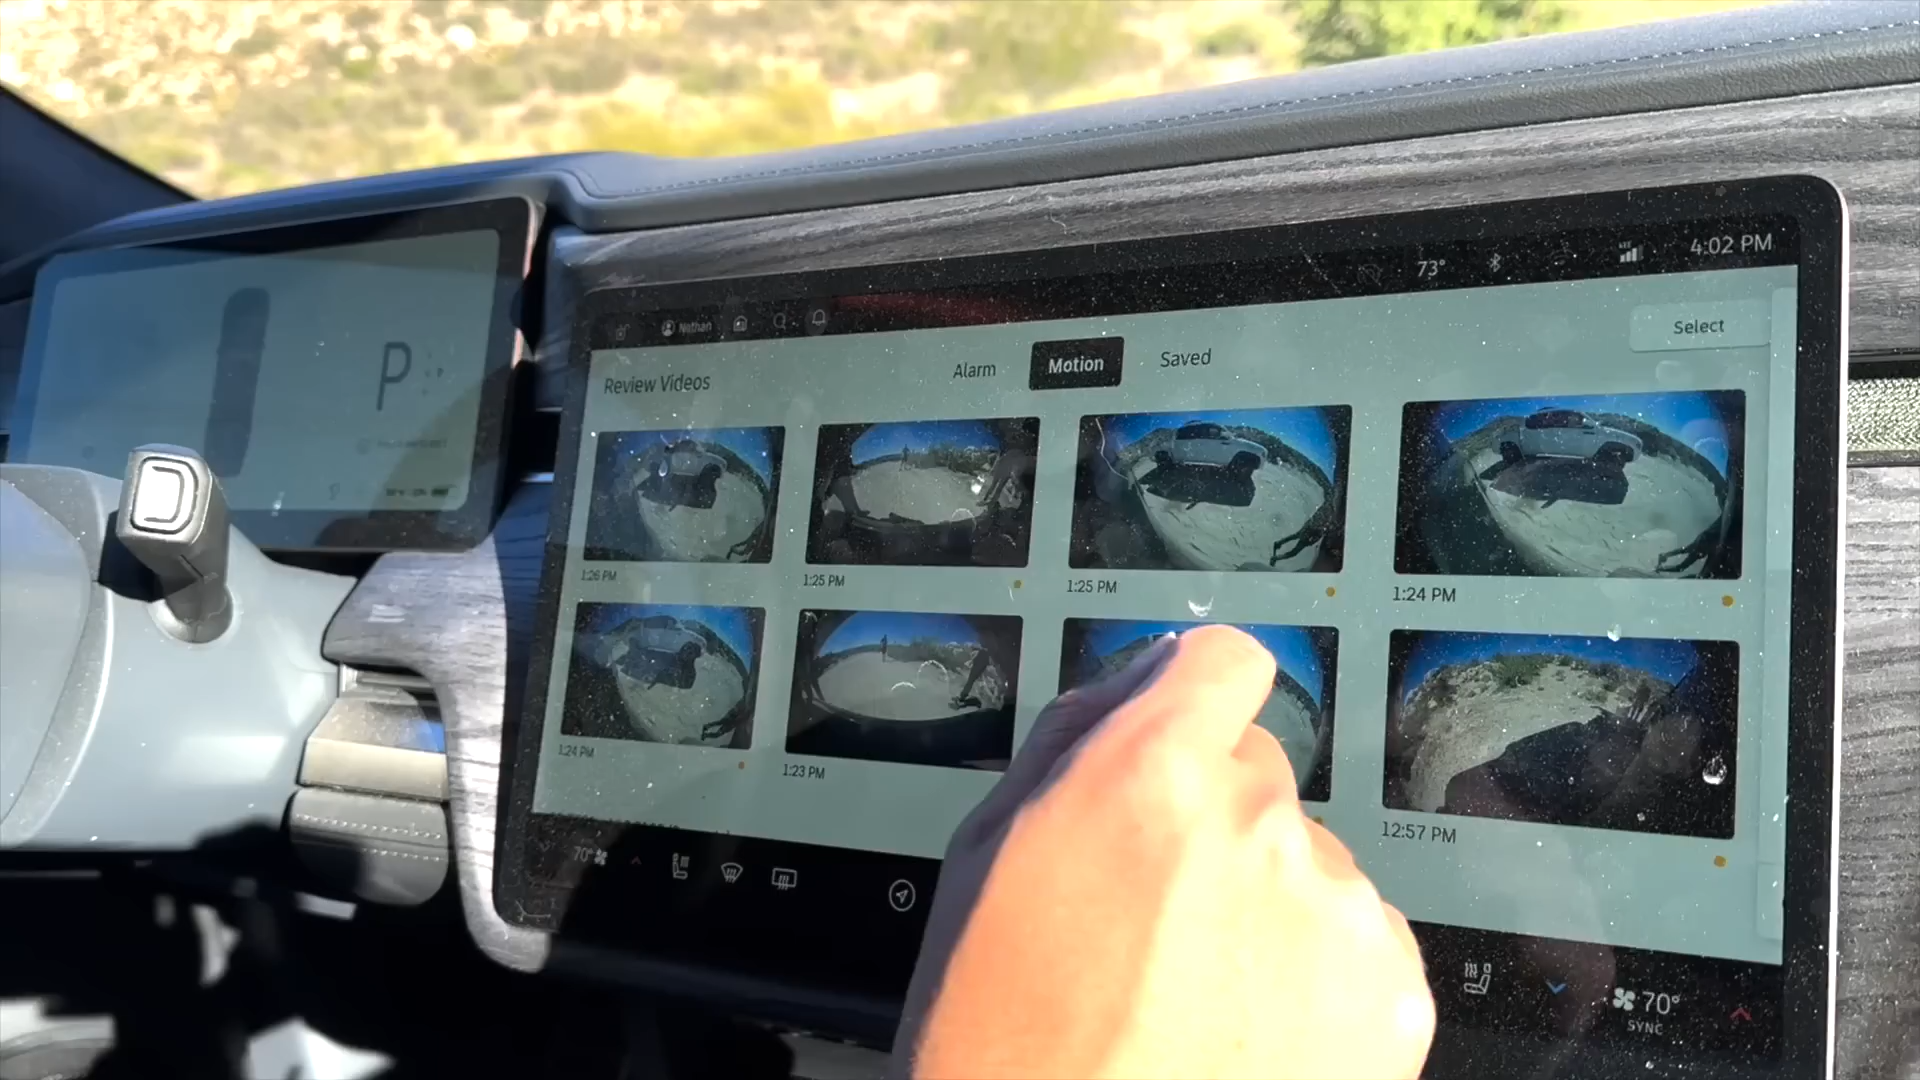 4:02 PM
73°
Nathan
Select
Alarm
Motion
Saved
Review Videos
P
1:26 PM
1:25 PM
1:25 PM
1:24 PM
1:24 PM
1:23 PM
12:57 PM
70°
70°
SYNC